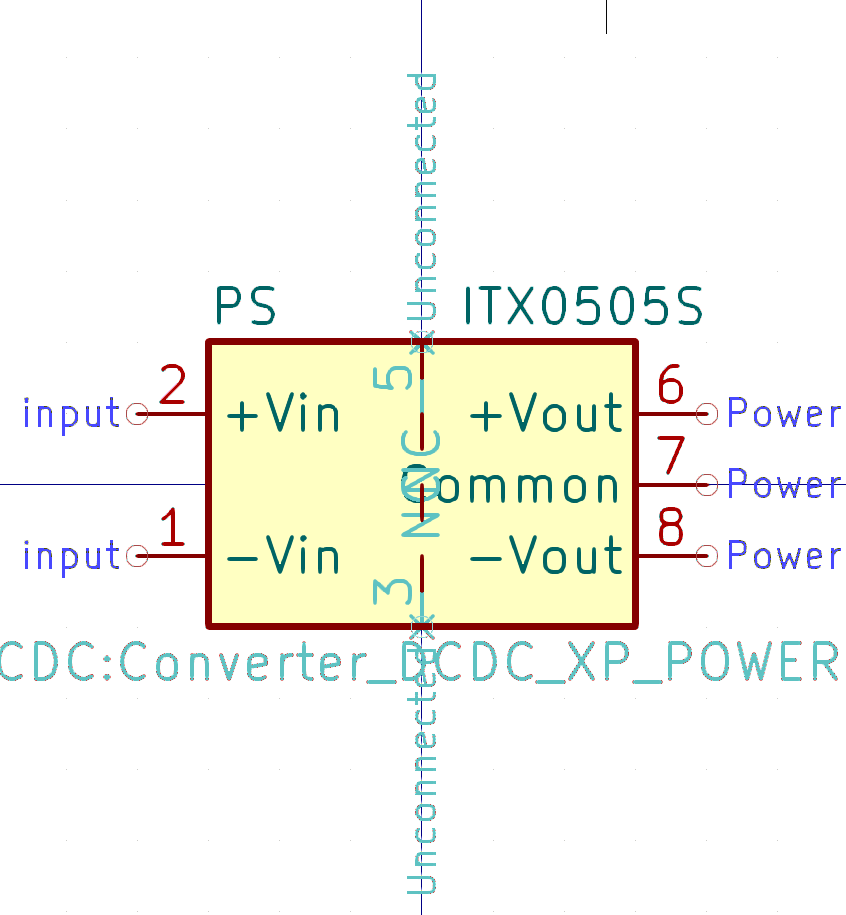 Unconnected
PS ITX0505S
5
input 2 +Vin +Vout 6 Power
NC NC Common 7 Power
input 1 -Vin -Vout 8 Power
3
CDC:Converter_DCDC_XP_POWER
Unconnected